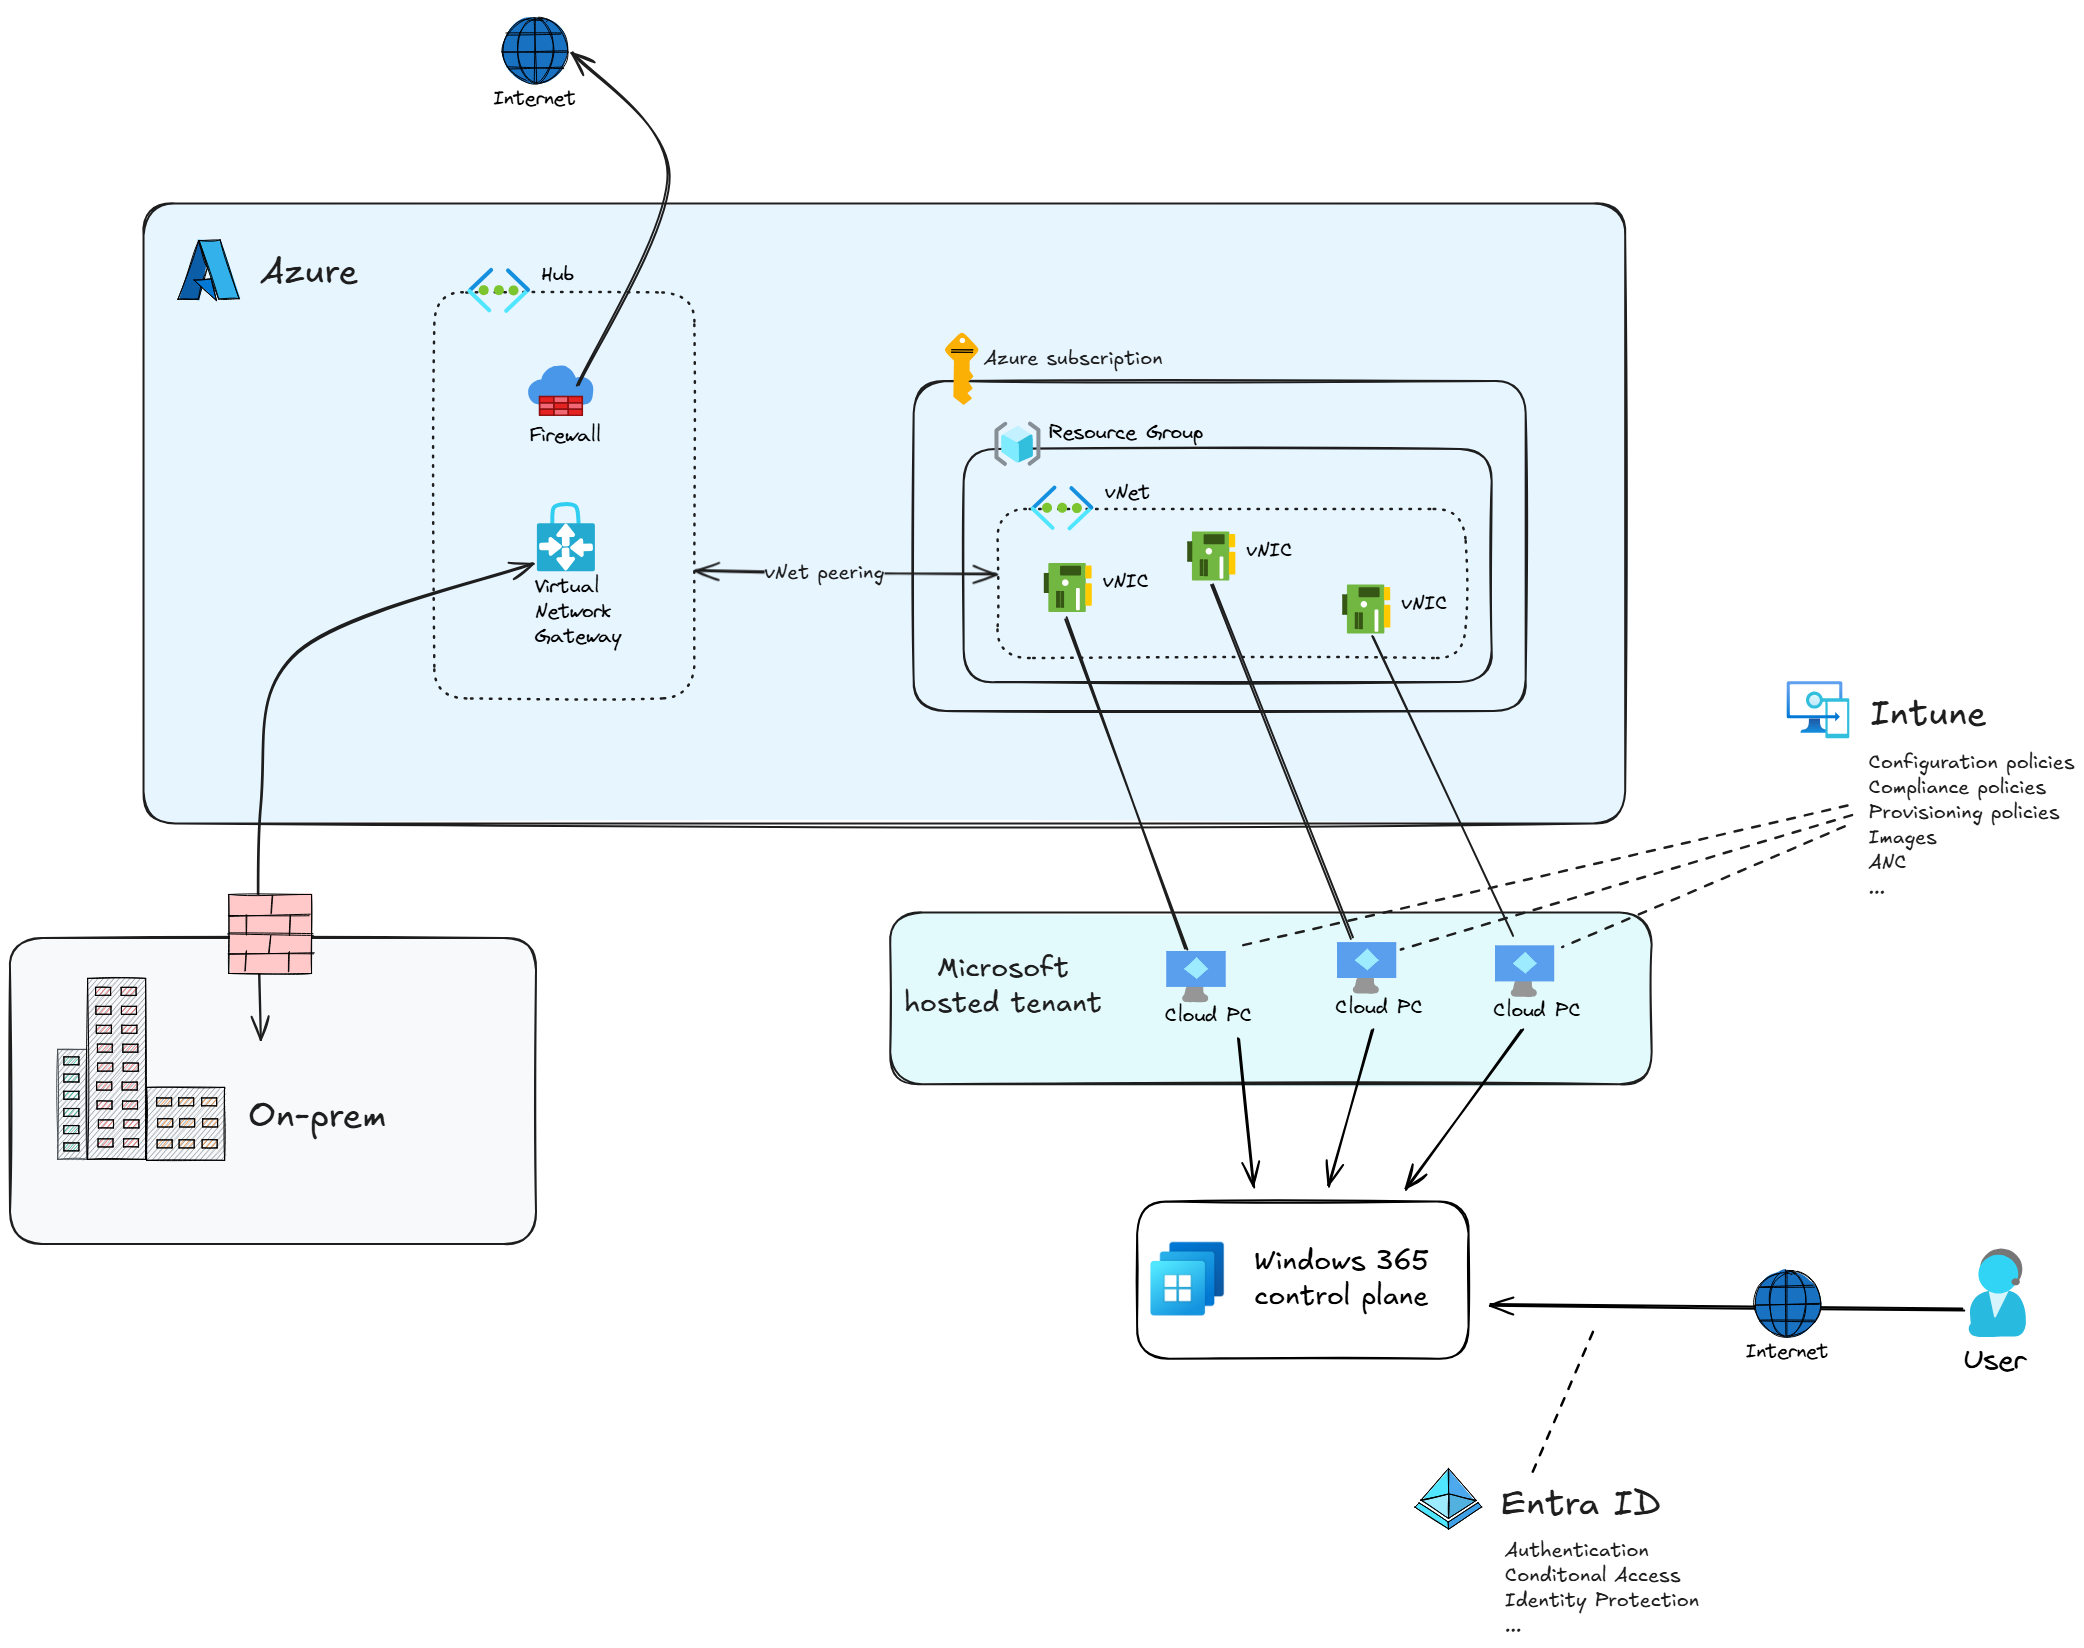 Internet
Azure
Hub
Firewall
Virtual
Network
Gateway
vNet peering
Azure subscription
Resource Group
vNet
vNIC
vNIC
vNIC
Intune
Configuration policies
Compliance policies
Provisioning policies
Images
ANC
...
On-prem
Microsoft
hosted tenant
Cloud PC
Cloud PC
Cloud PC
Windows 365
control plane
Internet
User
Entra ID
Authentication
Conditonal Access
Identity Protection
...